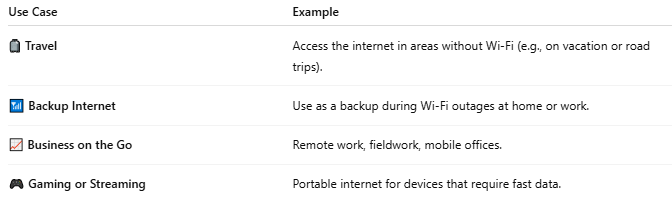 Use Case Example
🧳 Travel Access the internet in areas without Wi-Fi (e.g., on vacation or road
trips).
📶 Backup Internet Use as a backup during Wi-Fi outages at home or work.
📈 Business on the Go Remote work, fieldwork, mobile offices.
🎮 Gaming or Streaming Portable internet for devices that require fast data.